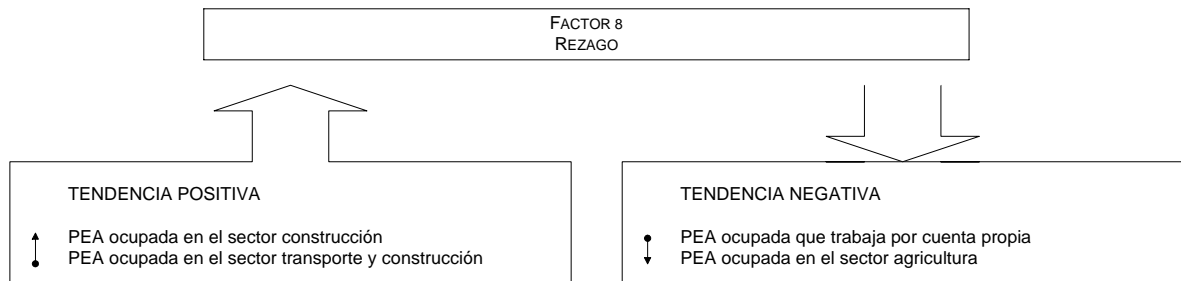 FACTOR 8
REZAGO
TENDENCIA POSITIVA
PEA ocupada en el sector construcción
PEA ocupada en el sector transporte y construcción
TENDENCIA NEGATIVA
PEA ocupada que trabaja por cuenta propia
PEA ocupada en el sector agricultura